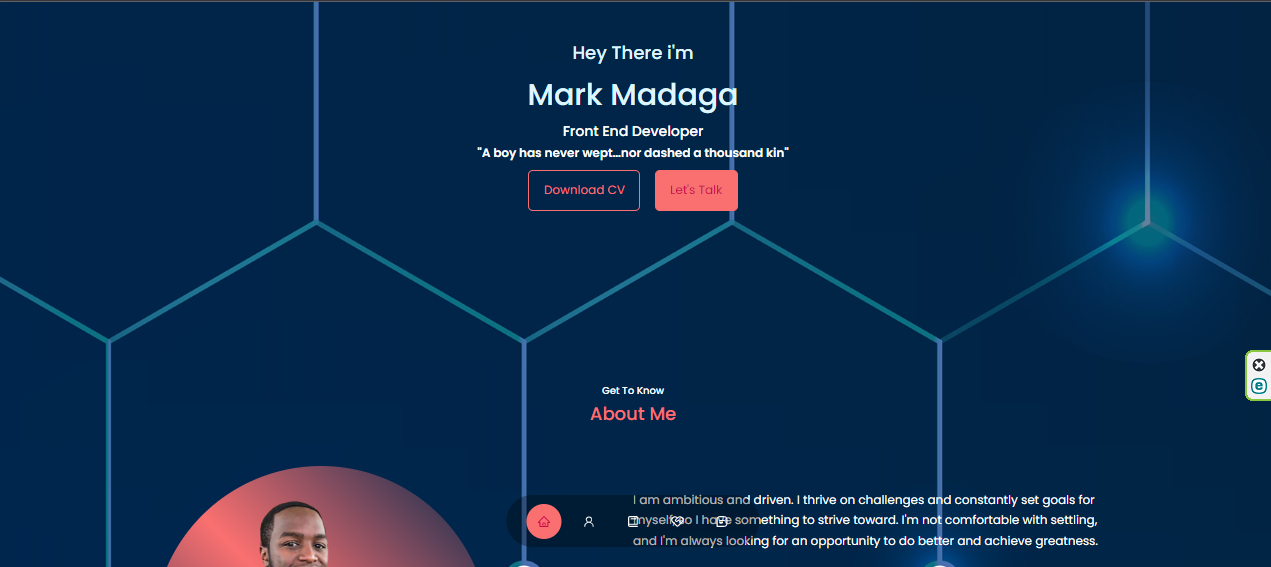 Hey There i'm
Mark Madaga
Front End Developer
"A boy has never wept...nor dashed a thousand kin"
Download CV
Let's Talk
Get To Know
About Me
I am ambitious and driven. I thrive on challenges and constantly set goals for
myself, so I have something to strive toward. I'm not comfortable with settling,
and I'm always looking for an opportunity to do better and achieve greatness.
e